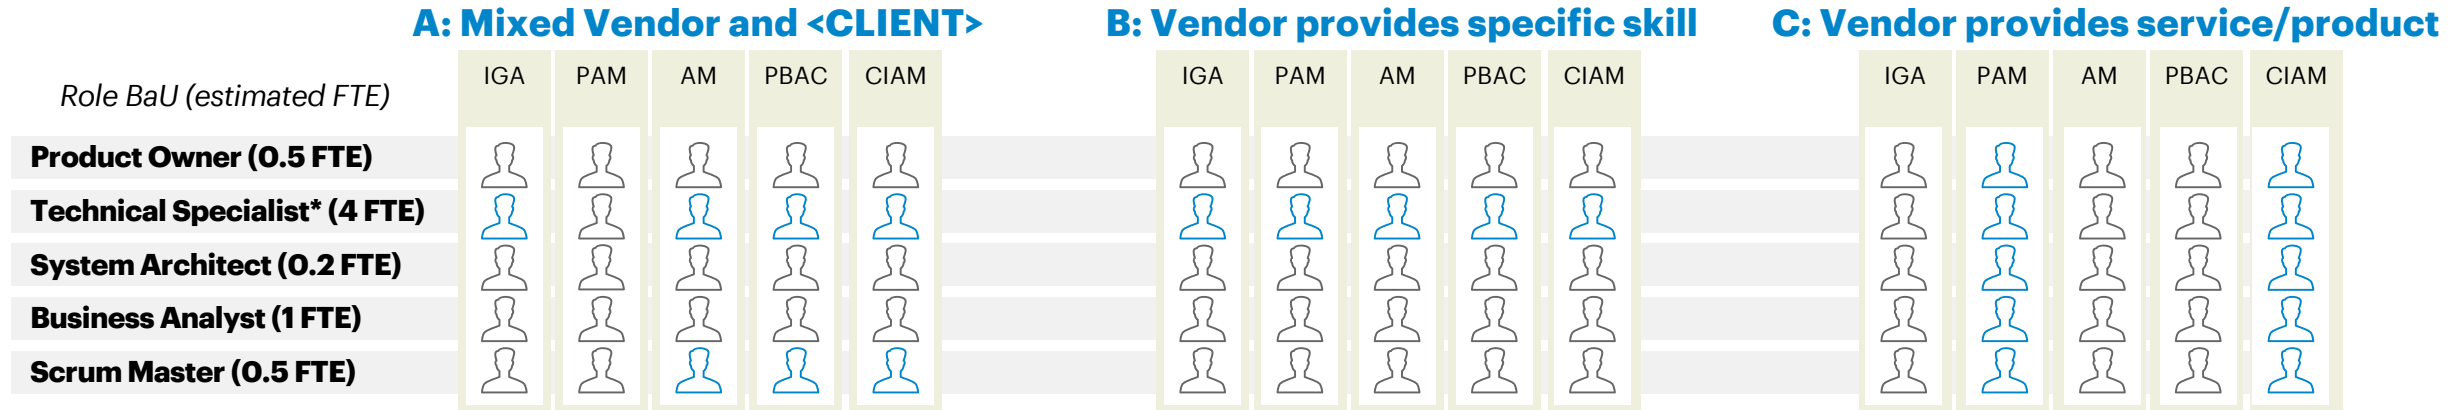 A: Mixed Vendor and <CLIENT>
B: Vendor provides specific skill
C: Vendor provides service/product
Role BaU (estimated FTE)
IGA PAM AM PBAC CIAM
IGA PAM AM PBAC CIAM
IGA PAM AM PBAC CIAM
Product Owner (0.5 FTE)
Technical Specialist* (4 FTE)
System Architect (0.2 FTE)
Business Analyst (1 FTE)
Scrum Master (0.5 FTE)